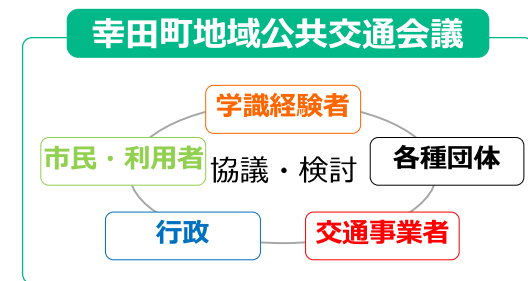 幸田町地域公共交通会議
学識経験者
市民・利用者
協議・検討
各種団体
行政
交通事業者